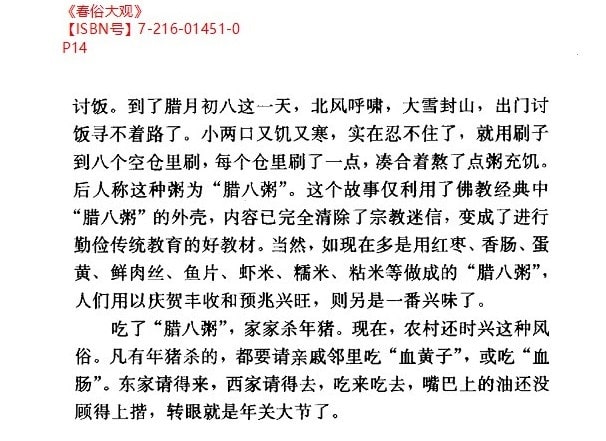 《春俗大观》
【ISBN号】7-216-01451-0
P14
讨饭。到了腊月初八这一天，北风呼啸，大雪封山，出门讨
饭寻不着路了。小两口又饥又寒，实在忍不住了，就用刷子
到八个空仓里刷，每个仓里刷了一点，凑合着熬了点粥充饥。
后人称这种粥为“腊八粥”。这个故事仅利用了佛教经典中
“腊八粥”的外壳，内容已完全清除了宗教迷信，变成了进行
勤俭传统教育的好教材。当然，如现在多是用红枣、香肠、蛋
黄、鲜肉丝、鱼片、虾米、糯米、粘米等做成的“腊八粥”，
人们用以庆贺丰收和预兆兴旺，则另是一番兴味了。
吃了“腊八粥”，家家杀年猪。现在，农村还时兴这种风
俗。凡有年猪杀的，都要请亲戚邻里吃“血黄子”，或吃“血
肠”。东家请得来，西家请得去，吃来吃去，嘴巴上的油还没
顾得上揩，转眼就是年关大节了。